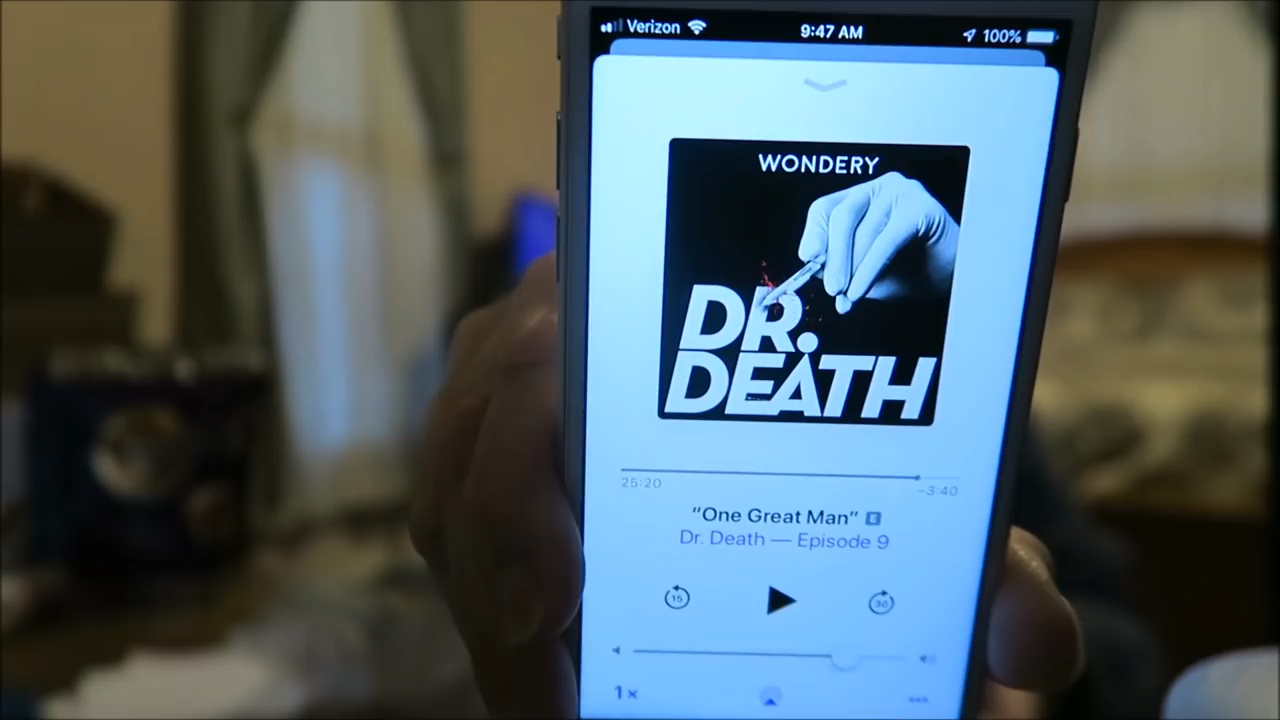 Verizon 9:47 AM 100%
WONDERY
DR.
DEATH
25:20 -3:40
"One Great Man" E
Dr. Death — Episode 9
15 30
1x